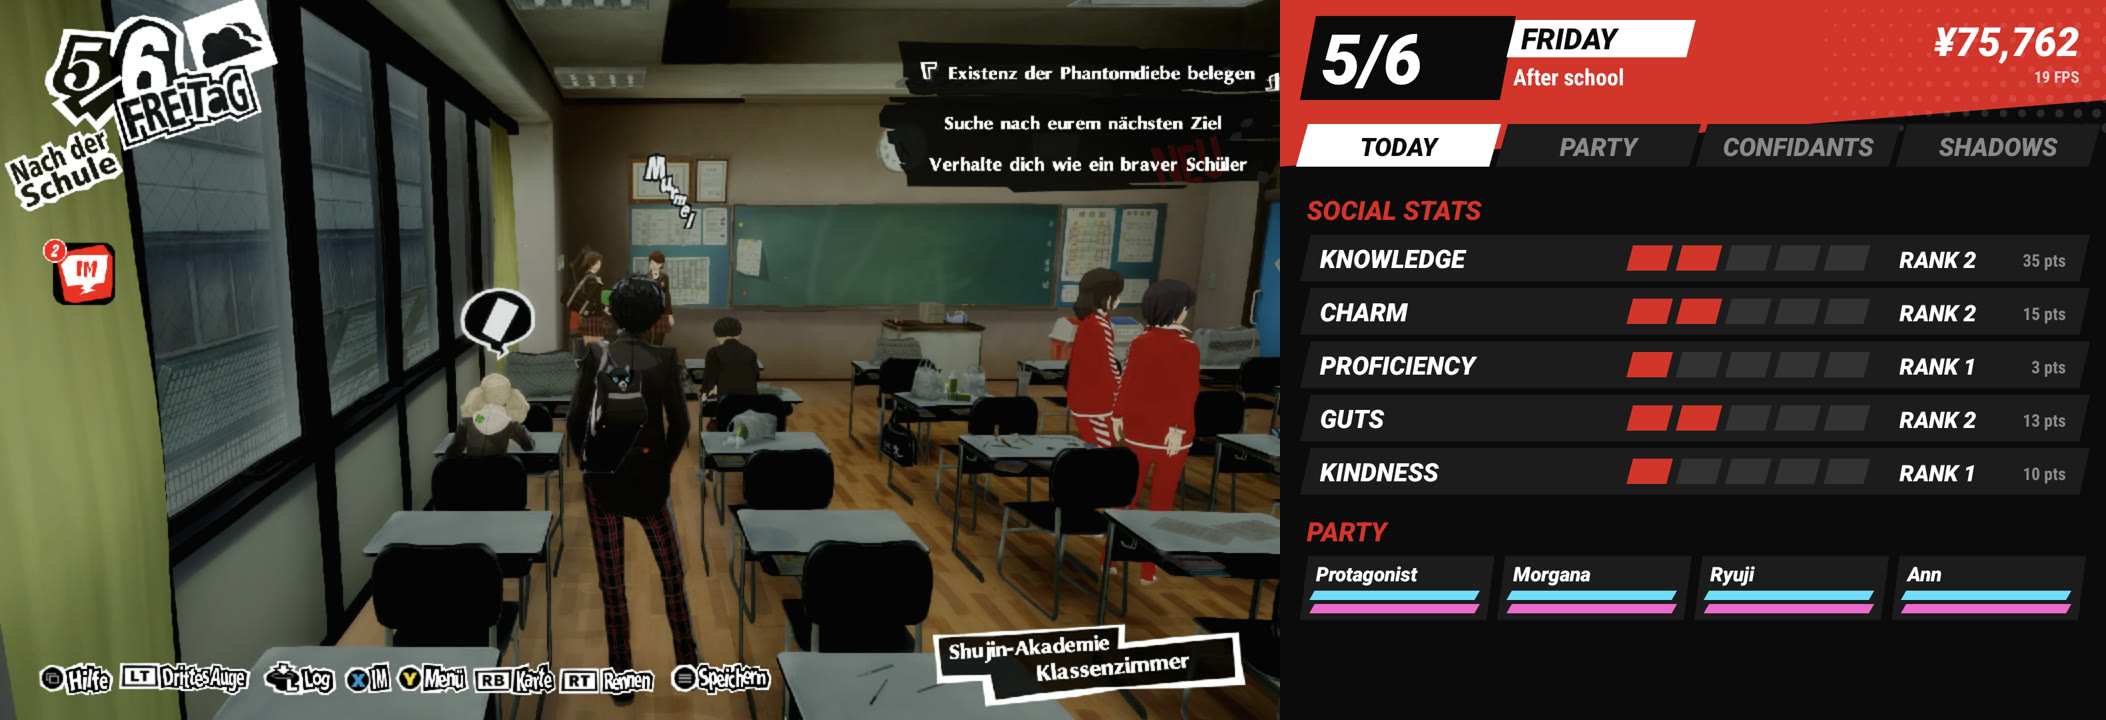 5/6
FREiTaG
Nach der
Schule
2
IM
Existenz der Phantomdiebe belegen
Suche nach eurem nächsten Ziel
Verhalte dich wie ein braver Schüler
NEU
Murmel
Hilfe
LT DrittesAuge
Log
X IM
Y Menü
RB Karte
RT Rennen
Speichern
Shujin-Akademie
Klassenzimmer
5/6
FRIDAY
After school
¥75,762
19 FPS
TODAY
PARTY
CONFIDANTS
SHADOWS
SOCIAL STATS
KNOWLEDGE RANK 2 35 pts
CHARM RANK 2 15 pts
PROFICIENCY RANK 1 3 pts
GUTS RANK 2 13 pts
KINDNESS RANK 1 10 pts
PARTY
Protagonist
Morgana
Ryuji
Ann